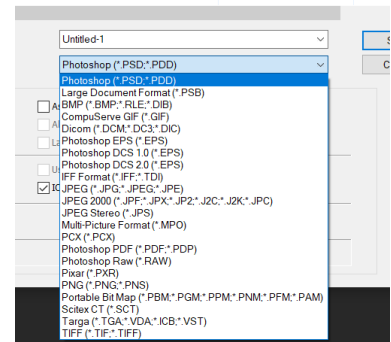 Untitled-1
S
Photoshop (*.PSD;*.PDD)
C
Photoshop (*.PSD;*.PDD)
Large Document Format (*.PSB)
BMP (*.BMP;*.RLE;*.DIB)
CompuServe GIF (*.GIF)
Dicom (*.DCM;*.DC3;*.DIC)
Photoshop EPS (*.EPS)
Photoshop DCS 1.0 (*.EPS)
Photoshop DCS 2.0 (*.EPS)
IFF Format (*.IFF;*.TDI)
JPEG (*.JPG;*.JPEG;*.JPE)
JPEG 2000 (*.JPF;*.JPX;*.JP2;*.J2C;*.J2K;*.JPC)
JPEG Stereo (*.JPS)
Multi-Picture Format (*.MPO)
PCX (*.PCX)
Photoshop PDF (*.PDF;*.PDP)
Photoshop Raw (*.RAW)
Pixar (*.PXR)
PNG (*.PNG;*.PNS)
Portable Bit Map (*.PBM;*.PGM;*.PPM;*.PNM;*.PFM;*.PAM)
Scitex CT (*.SCT)
Targa (*.TGA;*.VDA;*.ICB;*.VST)
TIFF (*.TIF;*.TIFF)